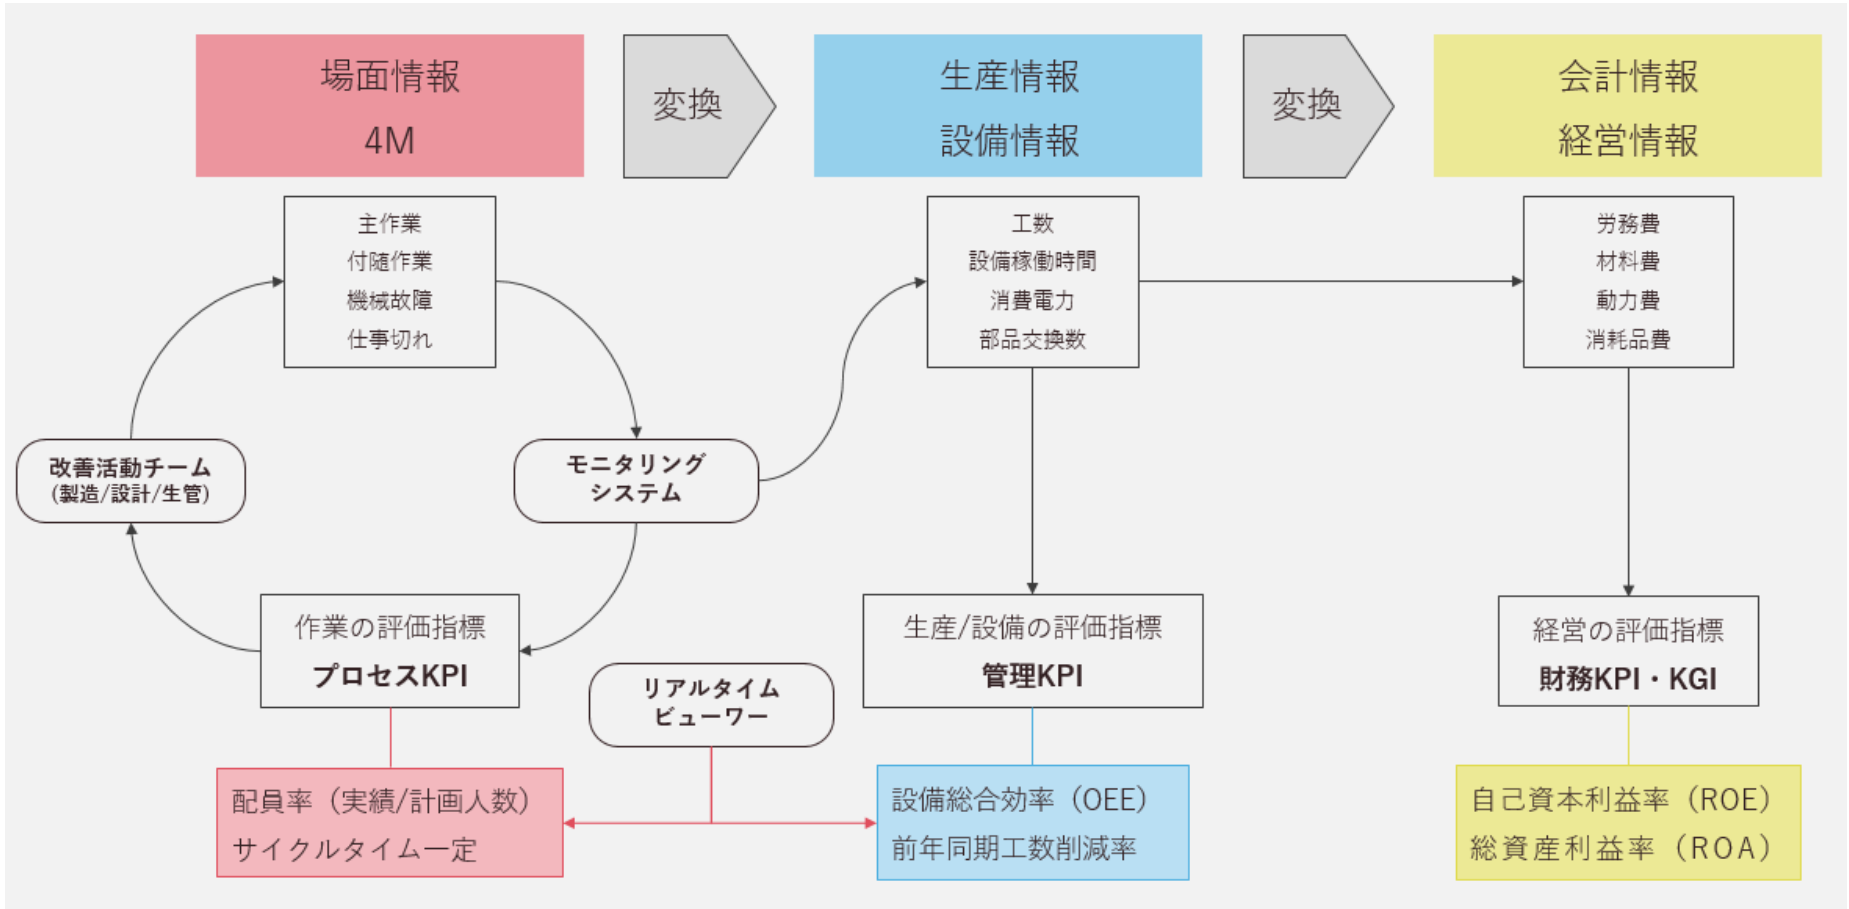 場面情報
4M
変換
生産情報
設備情報
変換
会計情報
経営情報
主作業
付随作業
機械故障
仕事切れ
工数
設備稼働時間
消費電力
部品交換数
労務費
材料費
動力費
消耗品費
改善活動チーム
(製造/設計/生管)
モニタリング
システム
作業の評価指標
プロセスKPI
リアルタイム
ビューワー
生産/設備の評価指標
管理KPI
経営の評価指標
財務KPI・KGI
配員率（実績/計画人数）
サイクルタイム一定
設備総合効率（OEE）
前年同期工数削減率
自己資本利益率（ROE）
総資産利益率（ROA）